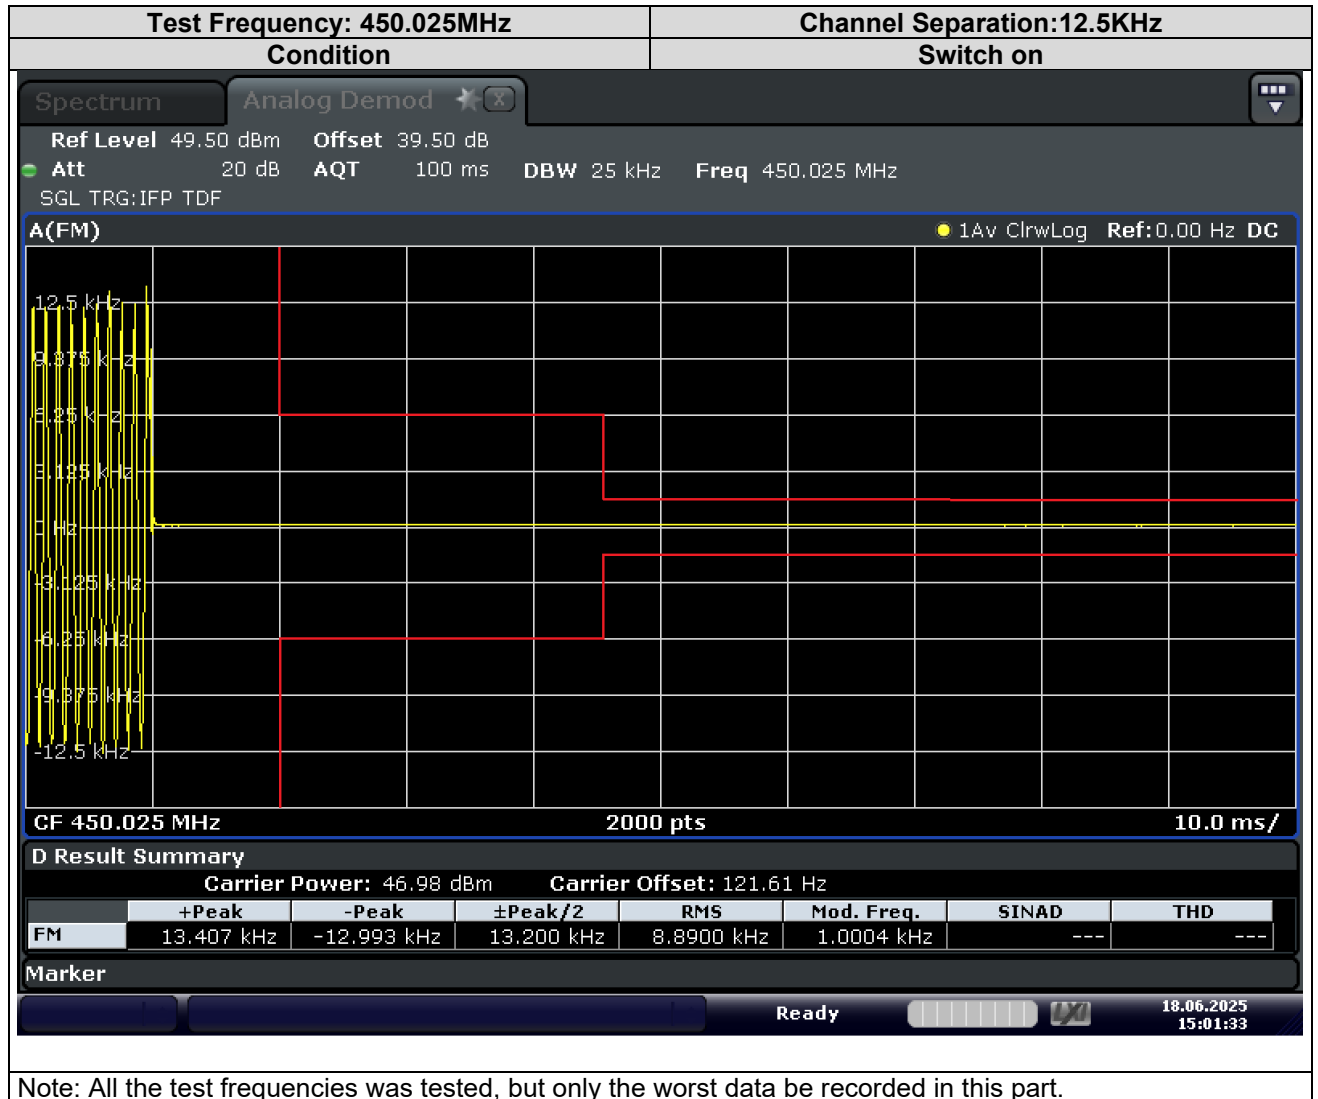 Test Frequency: 450.025MHz Channel Separation:12.5KHz
Condition Switch on
Spectrum Analog Demod X
Ref Level 49.50 dBm Offset 39.50 dB
Att 20 dB AQT 100 ms DBW 25 kHz Freq 450.025 MHz
SGL TRG:IFP TDF
A(FM) 1Av ClrwLog Ref:0.00 Hz DC
12.5 kHz
9.875 kHz
6.25 kHz
3.125 kHz
Hz
-3.125 kHz
-6.25 kHz
-9.375 kHz
-12.5 kHz
CF 450.025 MHz 2000 pts 10.0 ms/
D Result Summary
Carrier Power: 46.98 dBm Carrier Offset: 121.61 Hz
+Peak -Peak ±Peak/2 RMS Mod. Freq. SINAD THD
FM 13.407 kHz -12.993 kHz 13.200 kHz 8.8900 kHz 1.0004 kHz --- ---
Marker
Ready LXI 18.06.2025
15:01:33
Note: All the test frequencies was tested, but only the worst data be recorded in this part.